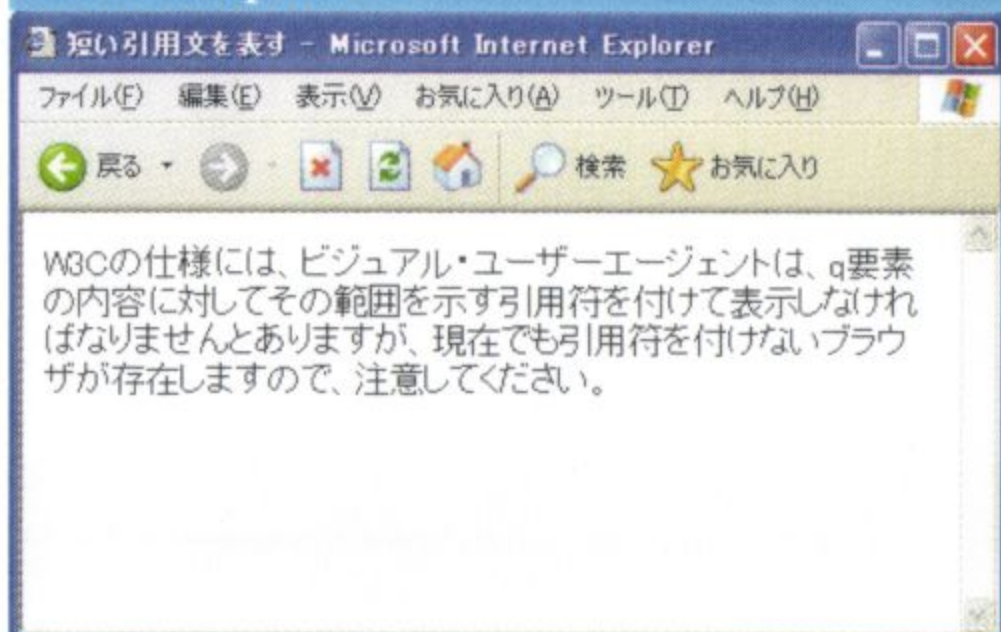 短い引用文を表す - Microsoft Internet Explorer
ファイル(F) 編集(E) 表示(V) お気に入り(A) ツール(T) ヘルプ(H)
戻る 検索 お気に入り
W3Cの仕様には、ビジュアル・ユーザーエージェントは、q要素
の内容に対してその範囲を示す引用符を付けて表示しなけれ
ばなりませんとありますが、現在でも引用符を付けないブラウ
ザが存在しますので、注意してください。